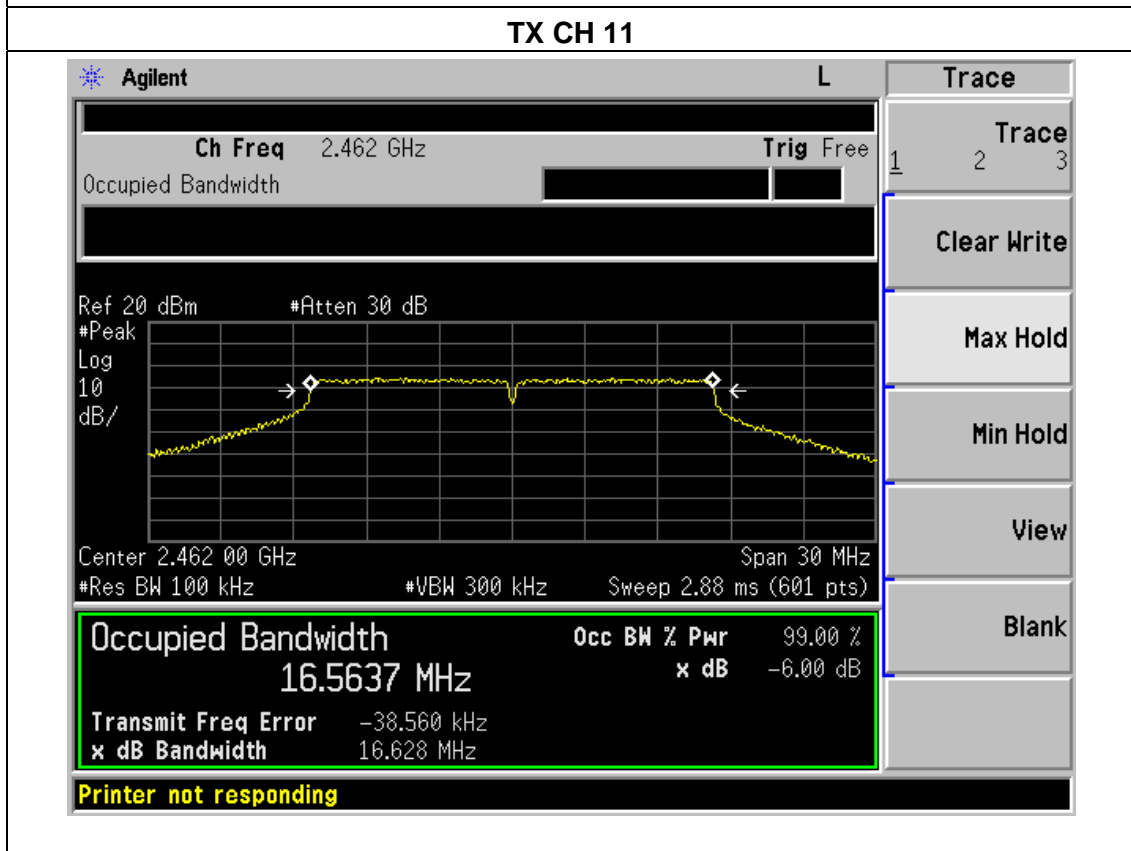 TX CH 11
Agilent L Trace
Ch Freq 2.462 GHz Trig Free
Occupied Bandwidth
Trace
1 2 3
Clear Write
Max Hold
Min Hold
View
Blank
Ref 20 dBm #Atten 30 dB
#Peak
Log
10
dB/
Center 2.462 00 GHz Span 30 MHz
#Res BW 100 kHz #VBW 300 kHz Sweep 2.88 ms (601 pts)
Occupied Bandwidth Occ BW % Pwr 99.00 %
16.5637 MHz x dB -6.00 dB
Transmit Freq Error -38.560 kHz
x dB Bandwidth 16.628 MHz
Printer not responding